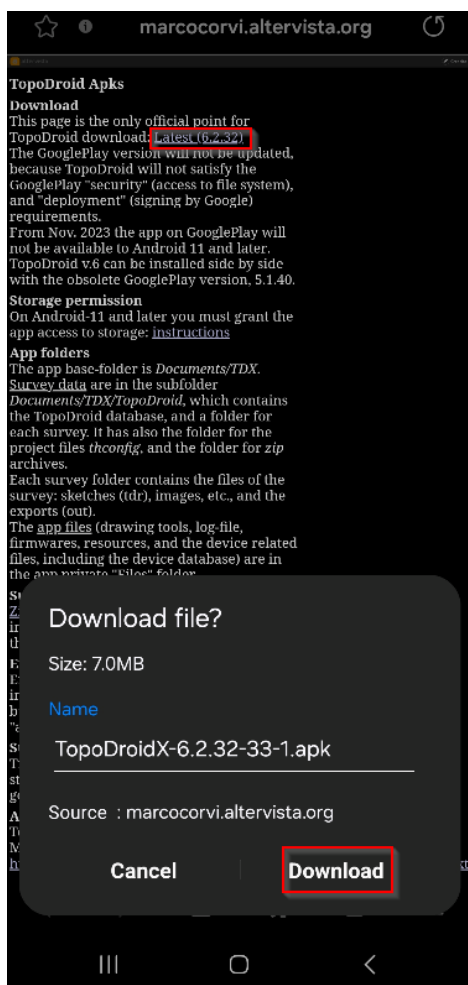 marcocorvi.altervista.org
TopoDroid Apks
Download
This page is the only official point for
TopoDroid download: Latest (6.2.32)
The GooglePlay version will not be updated,
because TopoDroid will not satisfy the
GooglePlay "security" (access to file system),
and "deployment" (signing by Google)
requirements.
From Nov. 2023 the app on GooglePlay will
not be available to Android 11 and later.
TopoDroid v.6 can be installed side by side
with the obsolete GooglePlay version, 5.1.40.
Storage permission
On Android-11 and later you must grant the
app access to storage: instructions
App folders
The app base-folder is Documents/TDX.
Survey data are in the subfolder
Documents/TDX/TopoDroid, which contains
the TopoDroid database, and a folder for
each survey. It has also the folder for the
project files thconfig, and the folder for zip
archives.
Each survey folder contains the files of the
survey: sketches (tdr), images, etc., and the
exports (out).
The app files (drawing tools, log-file,
firmwares, resources, and the device related
files, including the device database) are in
the app private "Files" folder
Download file?
Size: 7.0MB
Name
TopoDroidX-6.2.32-33-1.apk
Source : marcocorvi.altervista.org
Cancel
Download